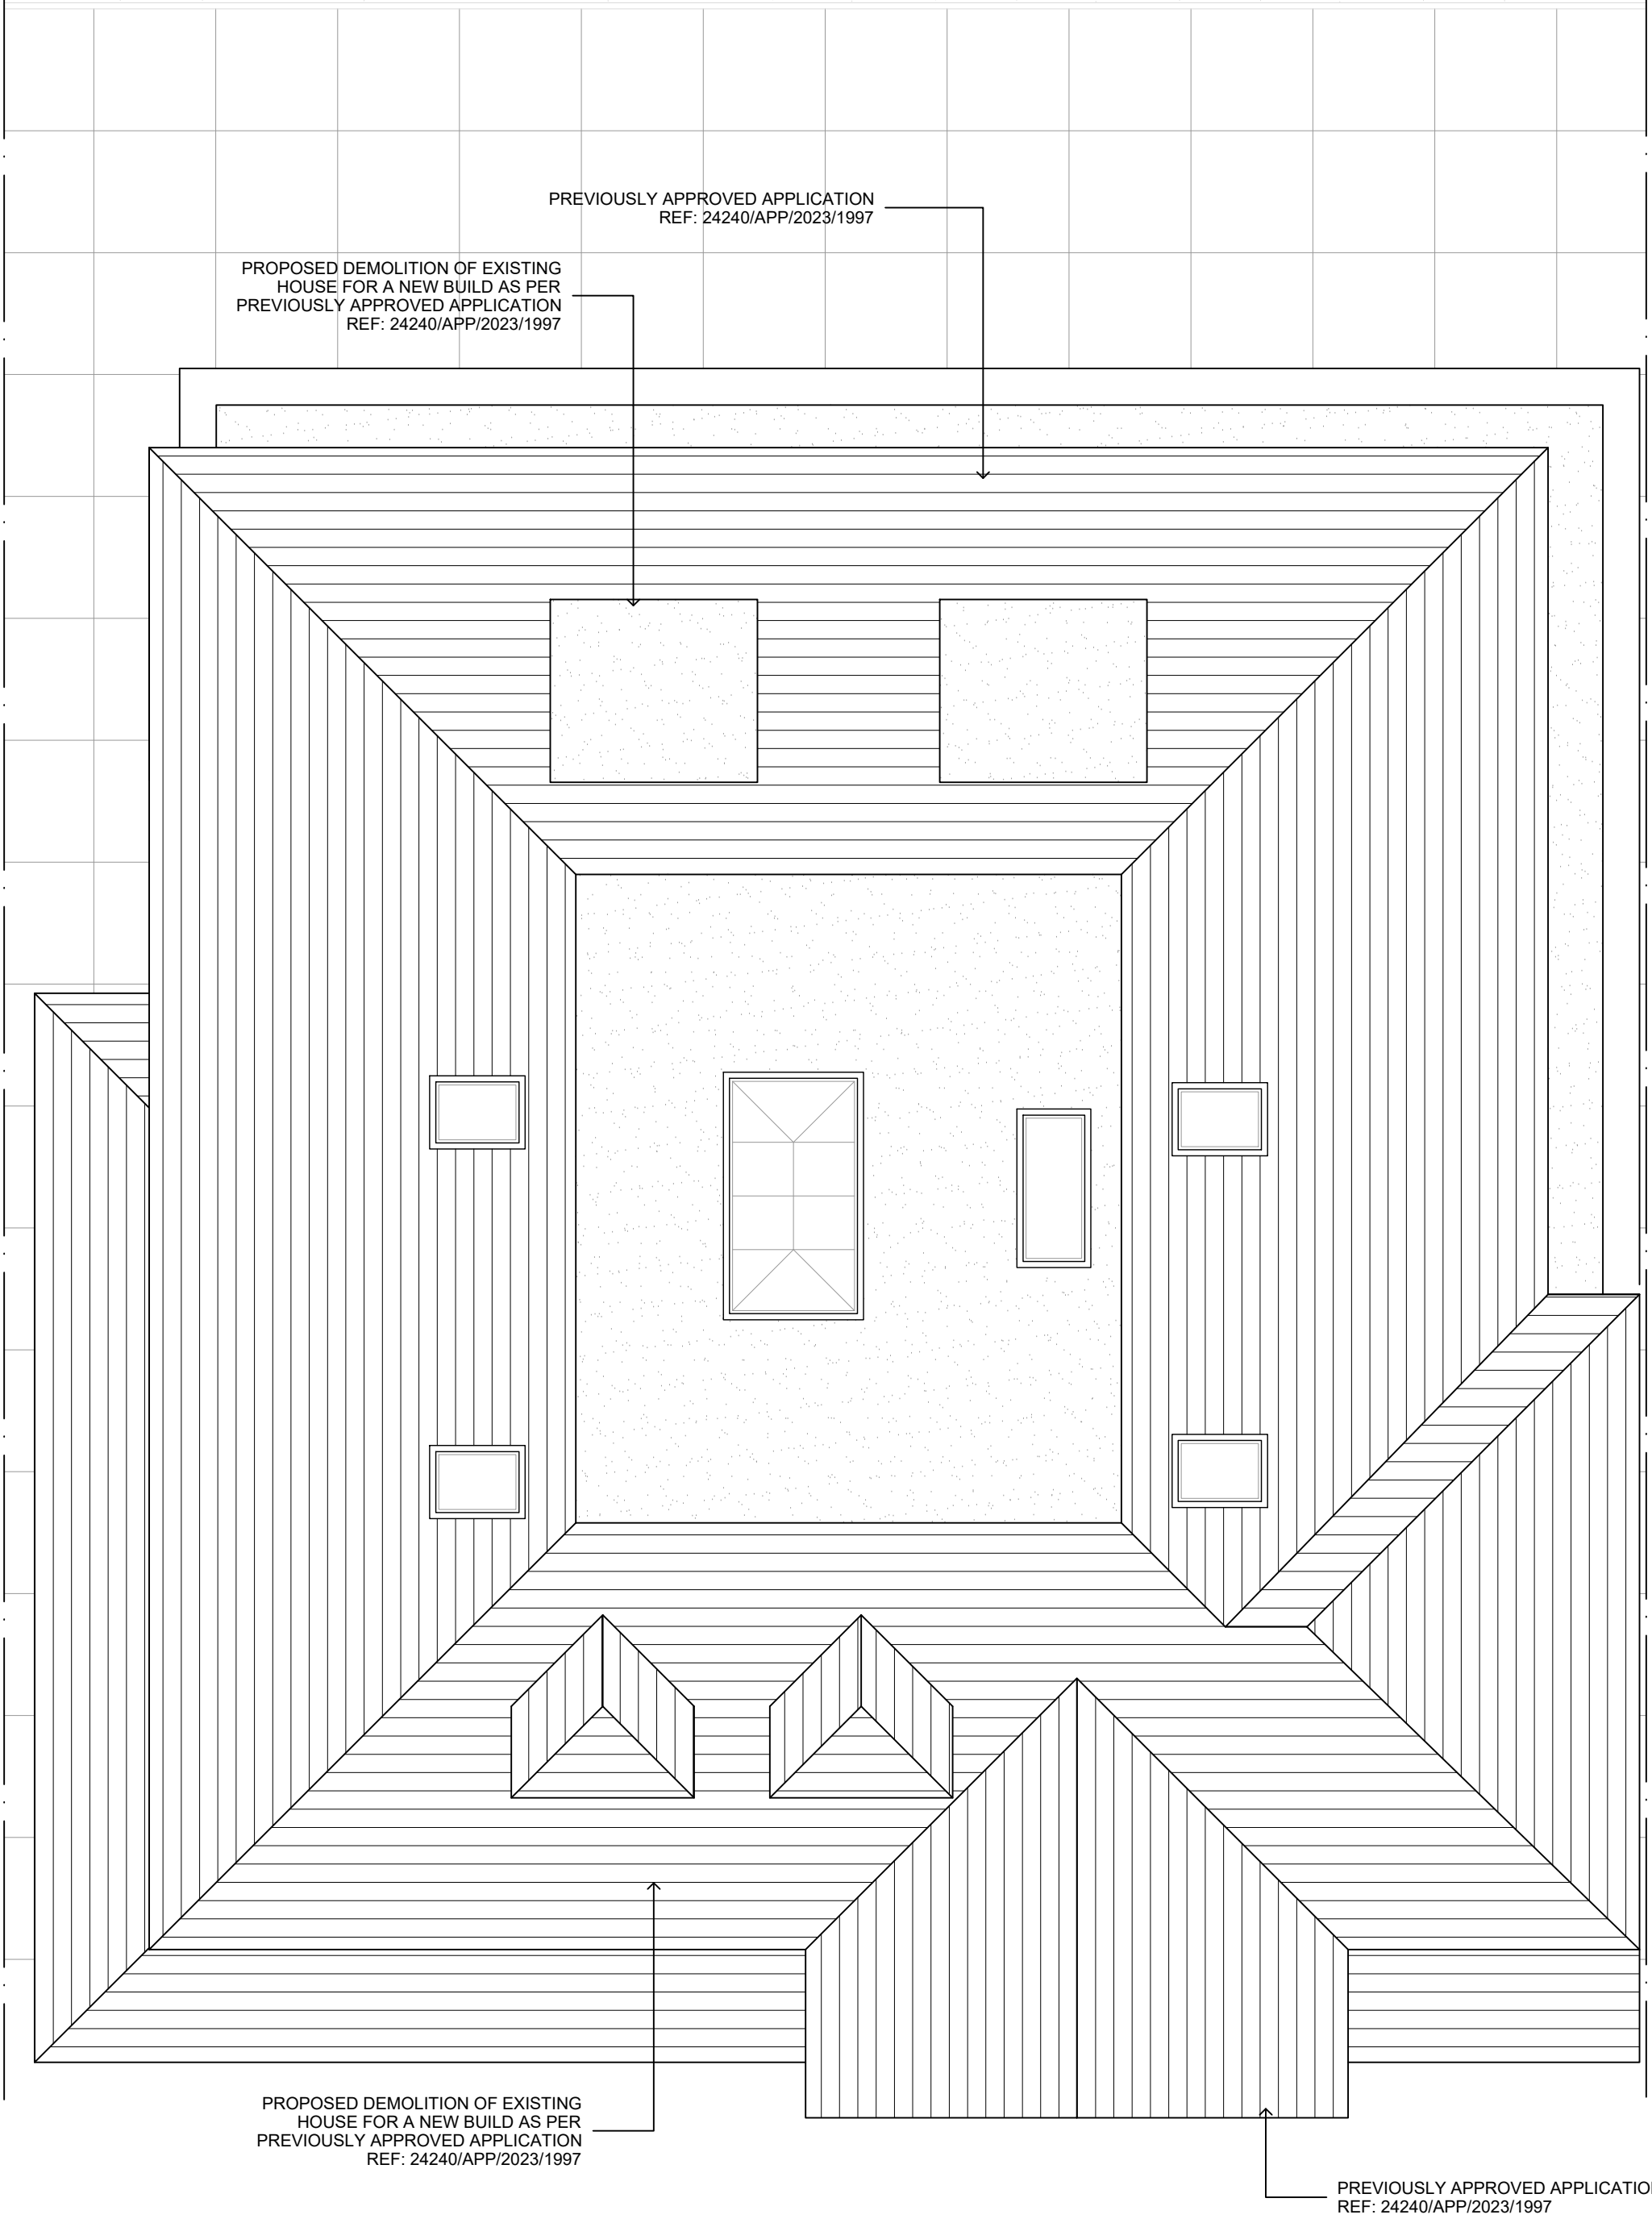 PREVIOUSLY APPROVED APPLICATION
REF: 24240/APP/2023/1997
PROPOSED DEMOLITION OF EXISTING
HOUSE FOR A NEW BUILD AS PER
PREVIOUSLY APPROVED APPLICATION
REF: 24240/APP/2023/1997
PROPOSED DEMOLITION OF EXISTING
HOUSE FOR A NEW BUILD AS PER
PREVIOUSLY APPROVED APPLICATION
REF: 24240/APP/2023/1997
PREVIOUSLY APPROVED APPLICATIO
REF: 24240/APP/2023/1997